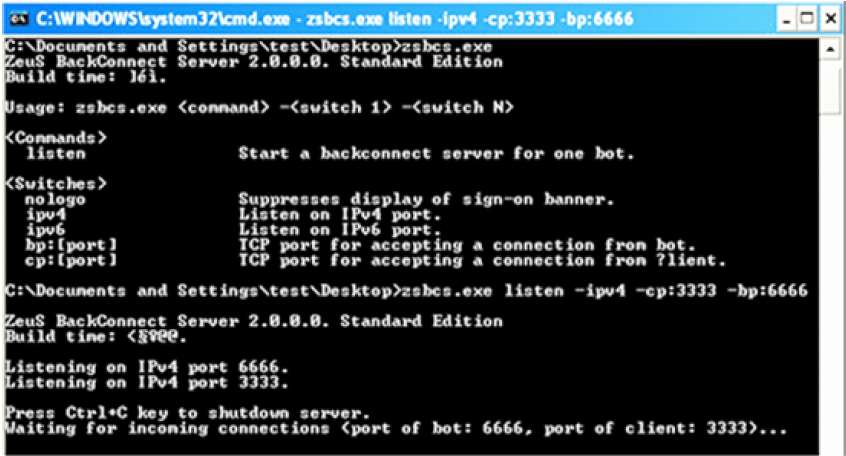 C:\WINDOWS\system32\cmd.exe - zsbcs.exe listen -ipv4 -cp:3333 -bp:6666
C:\Documents and Settings\test\Desktop>zsbcs.exe
ZeuS BackConnect Server 2.0.0.0. Standard Edition
Build time:
Usage: zsbcs.exe <command> -<switch 1> -<switch N>
<Commands>
listen Start a backconnect server for one bot.
<Switches>
nologo Suppresses display of sign-on banner.
ipv4 Listen on IPv4 port.
ipv6 Listen on IPv6 port.
bp:[port] TCP port for accepting a connection from bot.
cp:[port] TCP port for accepting a connection from ?lient.
C:\Documents and Settings\test\Desktop>zsbcs.exe listen -ipv4 -cp:3333 -bp:6666
ZeuS BackConnect Server 2.0.0.0. Standard Edition
Build time:
Listening on IPv4 port 6666.
Listening on IPv4 port 3333.
Press Ctrl+C key to shutdown server.
Waiting for incoming connections (port of bot: 6666, port of client: 3333)...